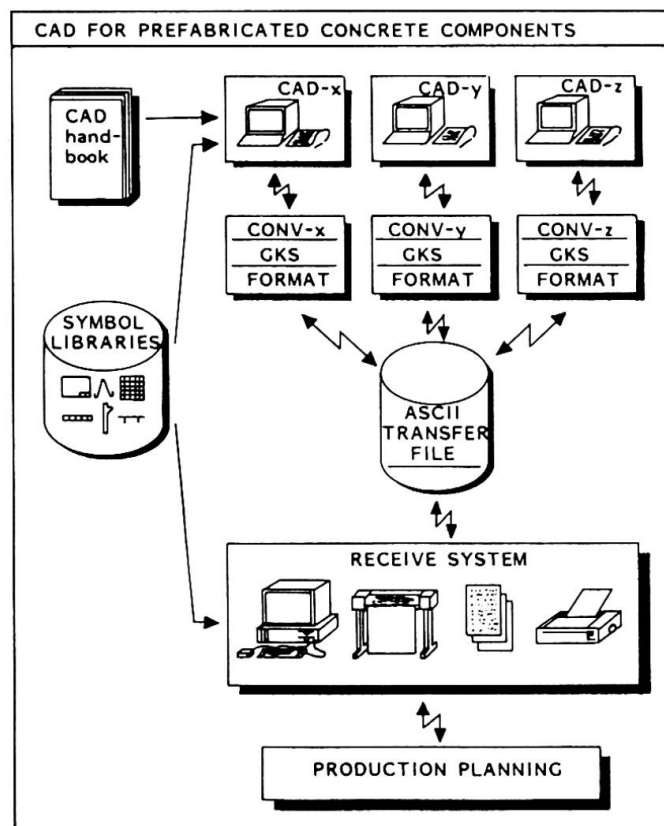 CAD FOR PREFABRICATED CONCRETE COMPONENTS
CAD
hand-
book
CAD-x
CAD-y
CAD-z
CONV-x
GKS
FORMAT
CONV-y
GKS
FORMAT
CONV-z
GKS
FORMAT
SYMBOL
LIBRARIES
ASCII
TRANSFER
FILE
RECEIVE SYSTEM
PRODUCTION PLANNING